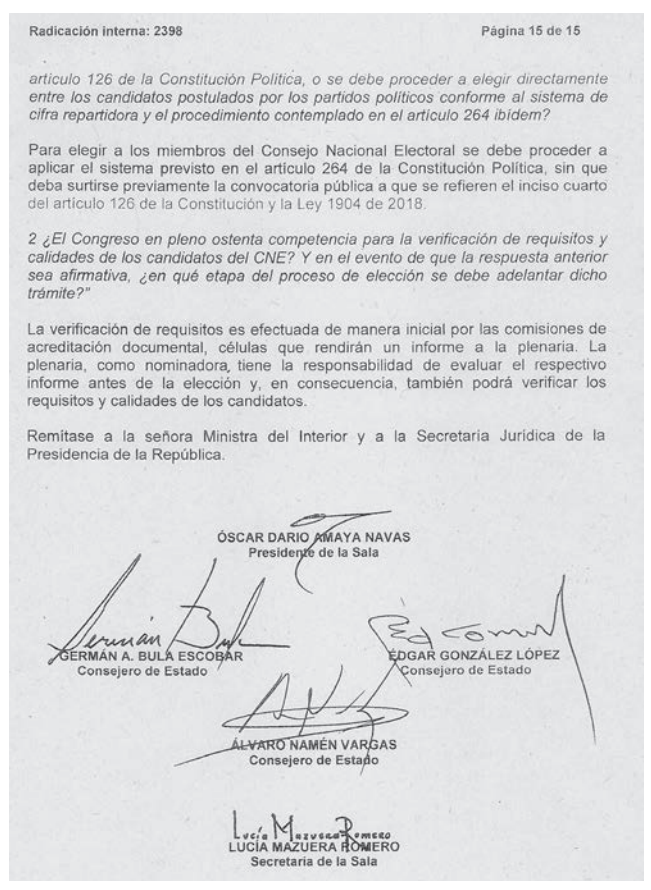 Radicación interna: 2398 Página 15 de 15
artículo 126 de la Constitución Política, o se debe proceder a elegir directamente
entre los candidatos postulados por los partidos políticos conforme al sistema de
cifra repartidora y el procedimiento contemplado en el artículo 264 ibídem?
Para elegir a los miembros del Consejo Nacional Electoral se debe proceder a
aplicar el sistema previsto en el artículo 264 de la Constitución Política, sin que
deba surtirse previamente la convocatoria pública a que se refieren el inciso cuarto
del artículo 126 de la Constitución y la Ley 1904 de 2018.
2 ¿El Congreso en pleno ostenta competencia para la verificación de requisitos y
calidades de los candidatos del CNE? Y en el evento de que la respuesta anterior
sea afirmativa, ¿en qué etapa del proceso de elección se debe adelantar dicho
trámite?"
La verificación de requisitos es efectuada de manera inicial por las comisiones de
acreditación documental, células que rendirán un informe a la plenaria. La
plenaria, como nominadora, tiene la responsabilidad de evaluar el respectivo
informe antes de la elección y, en consecuencia, también podrá verificar los
requisitos y calidades de los candidatos.
Remítase a la señora Ministra del Interior y a la Secretaria Jurídica de la
Presidencia de la República.
ÓSCAR DARIO AMAYA NAVAS
Presidente de la Sala
Germán Bula
GERMÁN A. BULA ESCOBAR
Consejero de Estado
ÉDGAR GONZÁLEZ LÓPEZ
Consejero de Estado
ÁLVARO NAMÉN VARGAS
Consejero de Estado
Lucía Mazuera Romero
LUCÍA MAZUERA ROMERO
Secretaria de la Sala